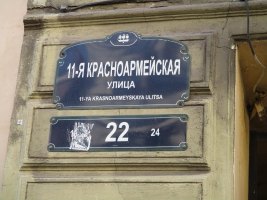 11-Я КРАСНОАРМЕЙСКАЯ
УЛИЦА
11-YA KRASNOARMEYSKAYA ULITSA
22 24